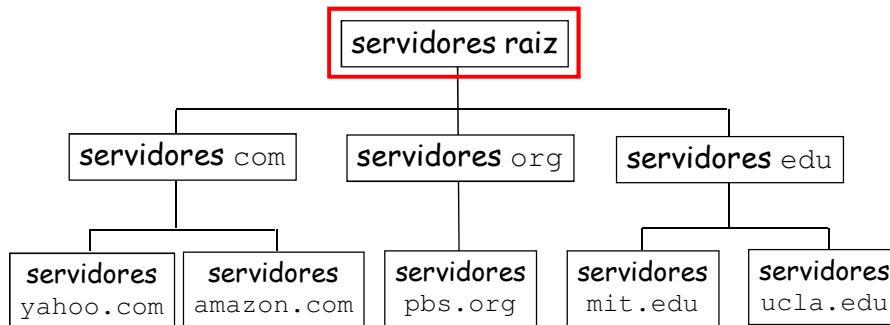 servidores raiz
servidores com
servidores org
servidores edu
servidores
yahoo.com
servidores
amazon.com
servidores
pbs.org
servidores
mit.edu
servidores
ucla.edu